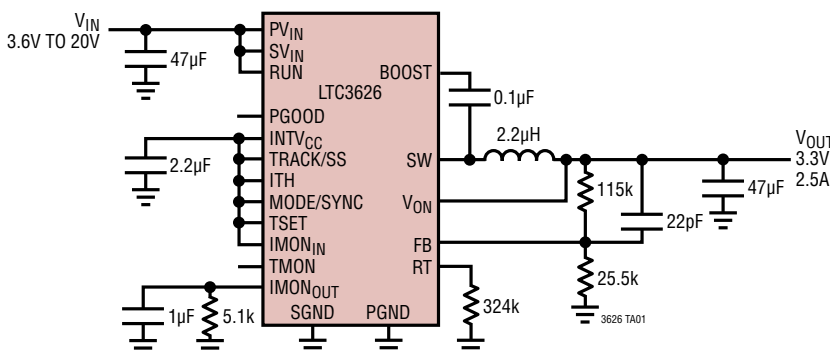 VIN
3.6V TO 20V
47µF
PVIN
SVIN
RUN
LTC3626
BOOST
0.1µF
PGOOD
2.2µH
INTVCC
TRACK/SS
ITH
MODE/SYNC
TSET
IMONIN
2.2µF
SW
VOUT
3.3V
2.5A
115k
47µF
VON
22pF
FB
TMON
RT
25.5k
IMONOUT
324k
1µF
5.1k
SGND
PGND
3626 TA01